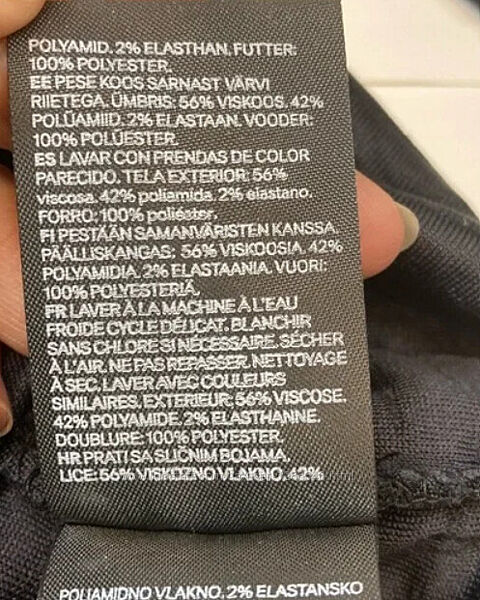 POLYAMID. 2% ELASTHAN. FUTTER:
100% POLYESTER.
EE PESE KOOS SARNAST VÄRVI
RIIETEGA. ÜMBRIS: 56% VISKOOS. 42%
POLÜAMIID. 2% ELASTAAN. VOODER:
100% POLÜESTER.
ES LAVAR CON PRENDAS DE COLOR
PARECIDO. TELA EXTERIOR: 56%
viscosa. 42% poliamida. 2% elastano.
FORRO: 100% poliéster.
FI PESTÄÄN SAMANVÄRISTEN KANSSA.
PÄÄLLISKANGAS: 56% VISKOOSIA. 42%
POLYAMIDIA. 2% ELASTAANIA. VUORI:
100% POLYESTERIÄ.
FR LAVER À LA MACHINE À L'EAU
FROIDE CYCLE DÉLICAT. BLANCHIR
SANS CHLORE SI NÉCESSAIRE. SÉCHER
À L'AIR. NE PAS REPASSER. NETTOYAGE
À SEC. LAVER AVEC COULEURS
SIMILAIRES. EXTERIEUR: 56% VISCOSE.
42% POLYAMIDE. 2% ELASTHANNE.
DOUBLURE: 100% POLYESTER.
HR PRATI SA SLIČNIM BOJAMA.
LICE: 56% VISKOZNO VLAKNO. 42%
POLIAMIDNO VLAKNO. 2% ELASTANSKO